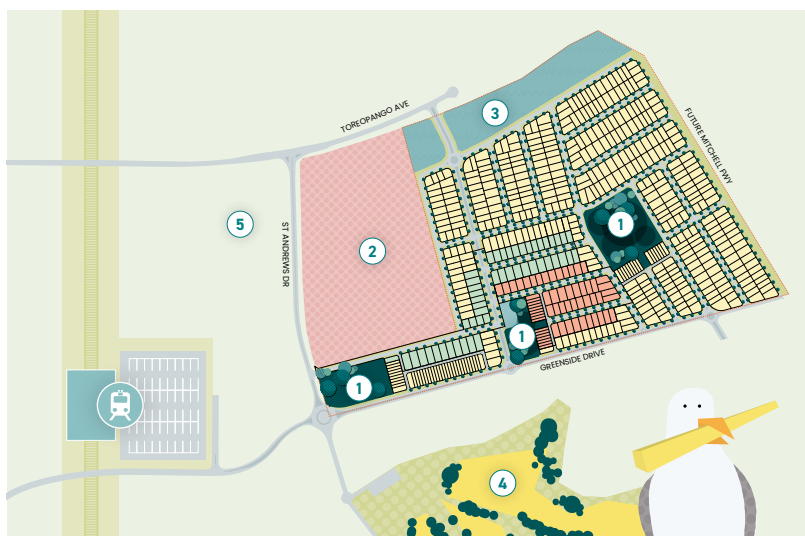 TOREOPANGO AVE
3
FUTURE MITCHELL FWY
5
ST ANDREWS DR
2
1
1
GREENSIDE DRIVE
1
4